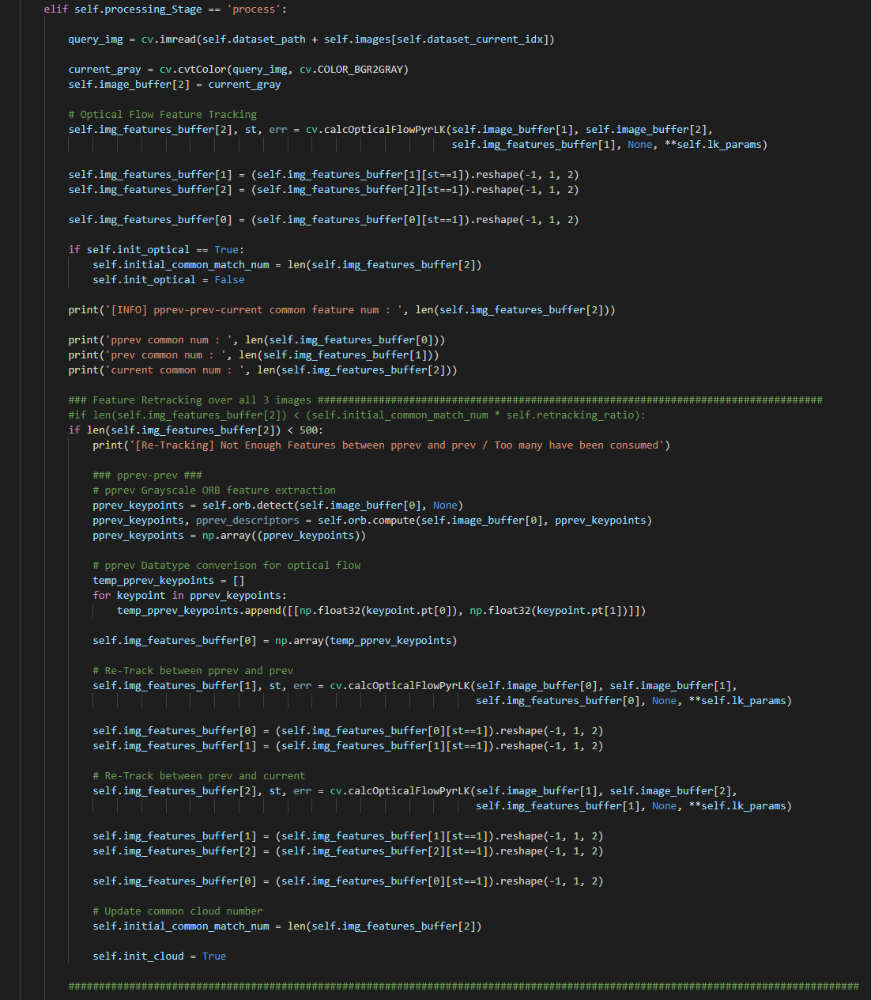 elif self.processing_Stage == 'process':
query_img = cv.imread(self.dataset_path + self.images[self.dataset_current_idx])
current_gray = cv.cvtColor(query_img, cv.COLOR_BGR2GRAY)
self.image_buffer[2] = current_gray
# Optical Flow Feature Tracking
self.img_features_buffer[2], st, err = cv.calcOpticalFlowPyrLK(self.image_buffer[1], self.image_buffer[2],
self.img_features_buffer[1], None, **self.lk_params)
self.img_features_buffer[1] = (self.img_features_buffer[1][st==1]).reshape(-1, 1, 2)
self.img_features_buffer[2] = (self.img_features_buffer[2][st==1]).reshape(-1, 1, 2)
self.img_features_buffer[0] = (self.img_features_buffer[0][st==1]).reshape(-1, 1, 2)
if self.init_optical == True:
self.initial_common_match_num = len(self.img_features_buffer[2])
self.init_optical = False
print('[INFO] pprev-prev-current common feature num : ', len(self.img_features_buffer[2]))
print('pprev common num : ', len(self.img_features_buffer[0]))
print('prev common num : ', len(self.img_features_buffer[1]))
print('current common num : ', len(self.img_features_buffer[2]))
### Feature Retracking over all 3 images ###################################################################################
#if len(self.img_features_buffer[2]) < (self.initial_common_match_num * self.retracking_ratio):
if len(self.img_features_buffer[2]) < 500:
print('[Re-Tracking] Not Enough Features between pprev and prev / Too many have been consumed')
### pprev-prev ###
# pprev Grayscale ORB feature extraction
pprev_keypoints = self.orb.detect(self.image_buffer[0], None)
pprev_keypoints, pprev_descriptors = self.orb.compute(self.image_buffer[0], pprev_keypoints)
pprev_keypoints = np.array((pprev_keypoints))
# pprev Datatype converison for optical flow
temp_pprev_keypoints = []
for keypoint in pprev_keypoints:
temp_pprev_keypoints.append([[np.float32(keypoint.pt[0]), np.float32(keypoint.pt[1])]])
self.img_features_buffer[0] = np.array(temp_pprev_keypoints)
# Re-Track between pprev and prev
self.img_features_buffer[1], st, err = cv.calcOpticalFlowPyrLK(self.image_buffer[0], self.image_buffer[1],
self.img_features_buffer[0], None, **self.lk_params)
self.img_features_buffer[0] = (self.img_features_buffer[0][st==1]).reshape(-1, 1, 2)
self.img_features_buffer[1] = (self.img_features_buffer[1][st==1]).reshape(-1, 1, 2)
# Re-Track between prev and current
self.img_features_buffer[2], st, err = cv.calcOpticalFlowPyrLK(self.image_buffer[1], self.image_buffer[2],
self.img_features_buffer[1], None, **self.lk_params)
self.img_features_buffer[1] = (self.img_features_buffer[1][st==1]).reshape(-1, 1, 2)
self.img_features_buffer[2] = (self.img_features_buffer[2][st==1]).reshape(-1, 1, 2)
self.img_features_buffer[0] = (self.img_features_buffer[0][st==1]).reshape(-1, 1, 2)
# Update common cloud number
self.initial_common_match_num = len(self.img_features_buffer[2])
self.init_cloud = True
##################################################################################################################################